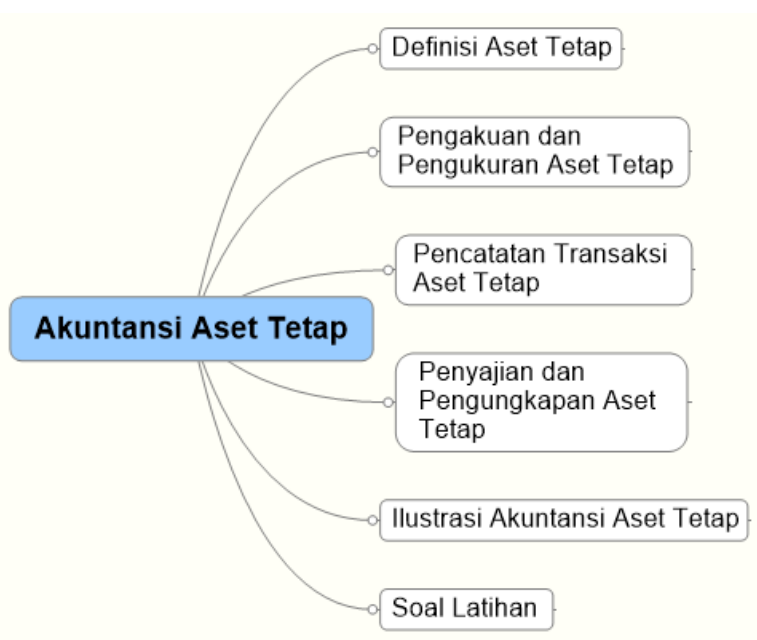 Definisi Aset Tetap
Pengakuan dan
Pengukuran Aset Tetap
Pencatatan Transaksi
Aset Tetap
Akuntansi Aset Tetap
Penyajian dan
Pengungkapan Aset
Tetap
Ilustrasi Akuntansi Aset Tetap
Soal Latihan